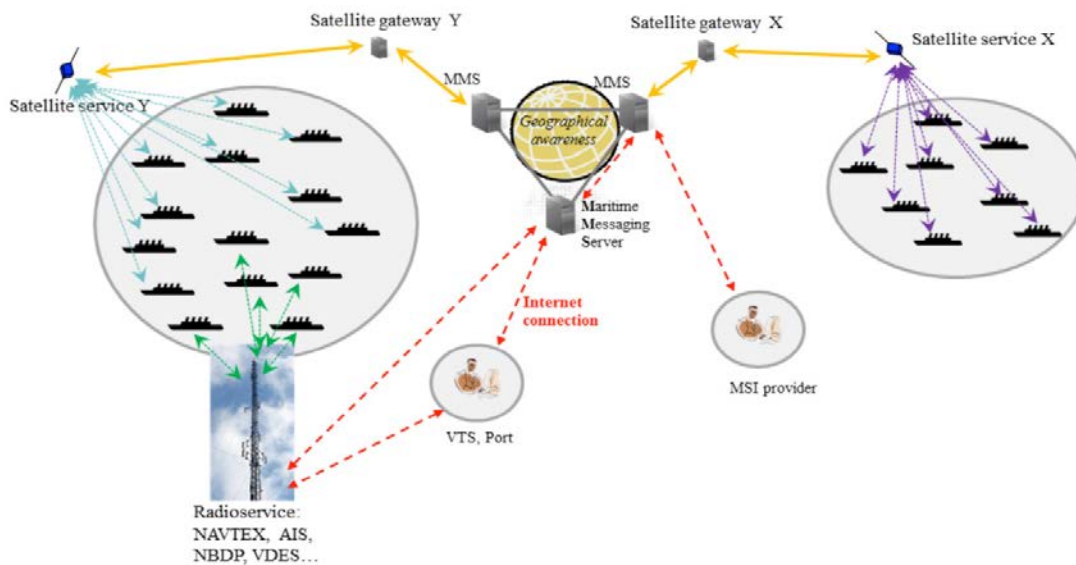 Satellite gateway Y
Satellite gateway X
Satellite service X
MMS
MMS
Satellite service Y
Geographical
awareness
Maritime
Messaging
Server
Internet
connection
MSI provider
VTS, Port
Radioservice:
NAVTEX, AIS,
NBDP, VDES…